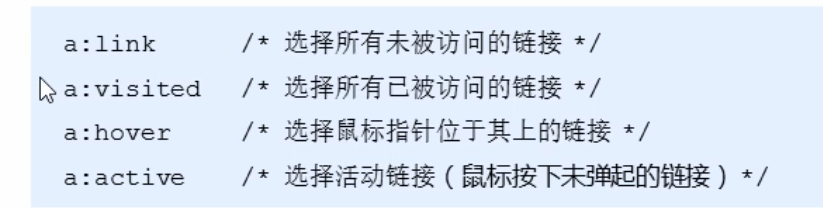 a:link /* 选择所有未被访问的链接 */
a:visited /* 选择所有已被访问的链接 */
a:hover /* 选择鼠标指针位于其上的链接 */
a:active /* 选择活动链接（鼠标按下未弹起的链接）*/